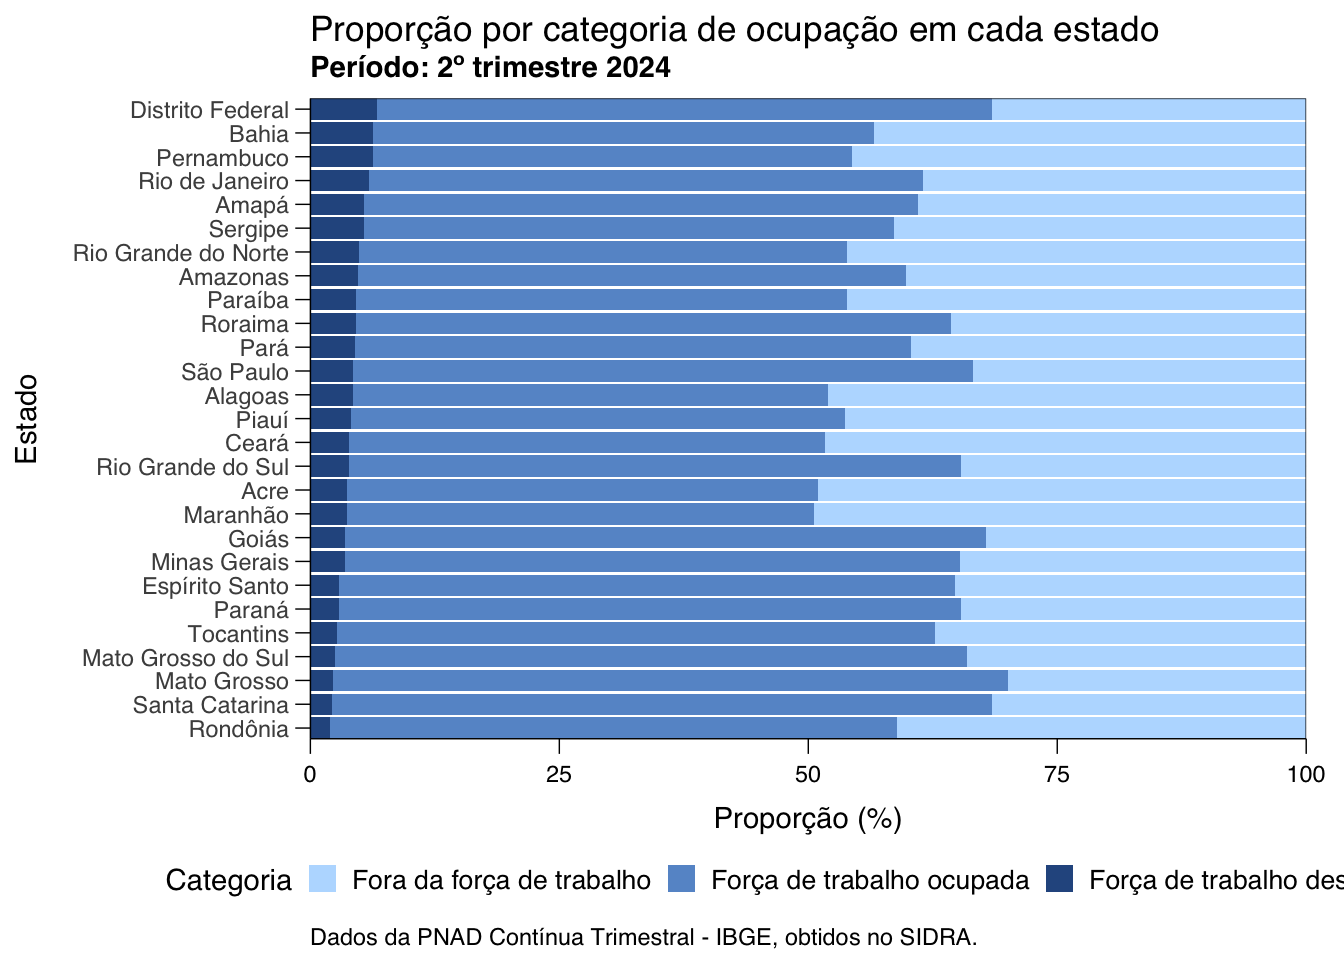 Proporção por categoria de ocupação em cada estado
Período: 2º trimestre 2024
Distrito Federal
Bahia
Pernambuco
Rio de Janeiro
Amapá
Sergipe
Rio Grande do Norte
Amazonas
Paraíba
Roraima
Pará
São Paulo
Alagoas
Piauí
Ceará
Rio Grande do Sul
Acre
Maranhão
Goiás
Minas Gerais
Espírito Santo
Paraná
Tocantins
Mato Grosso do Sul
Mato Grosso
Santa Catarina
Rondônia
Estado
0 25 50 75 100
Proporção (%)
Categoria Fora da força de trabalho Força de trabalho ocupada Força de trabalho des
Dados da PNAD Contínua Trimestral - IBGE, obtidos no SIDRA.